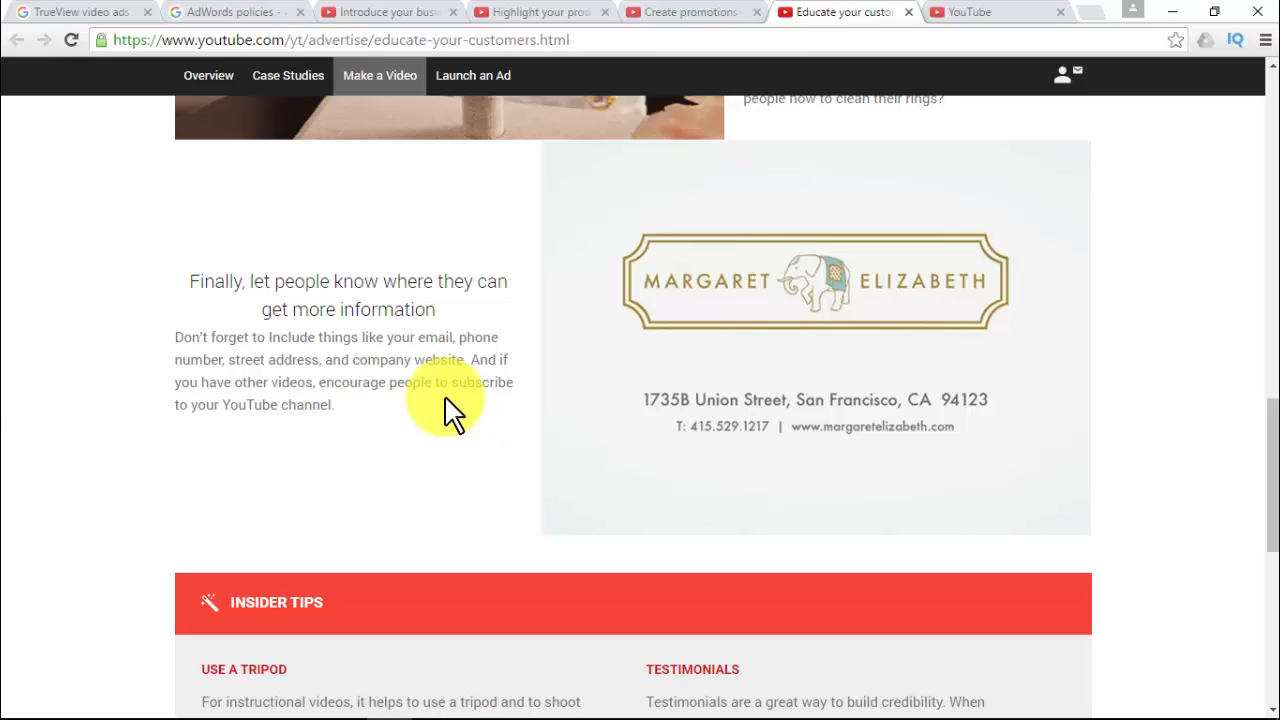 TrueView video ads
AdWords policies -
Introduce your busi
Highlight your prod
Create promotions
Educate your custor
YouTube
https://www.youtube.com/yt/advertise/educate-your-customers.html
IQ
Overview
Case Studies
Make a Video
Launch an Ad
people how to clean their rings?
Finally, let people know where they can
get more information
Don't forget to Include things like your email, phone
number, street address, and company website. And if
you have other videos, encourage people to subscribe
to your YouTube channel.
MARGARET ELIZABETH
1735B Union Street, San Francisco, CA 94123
T: 415.529.1217 | www.margaretelizabeth.com
INSIDER TIPS
USE A TRIPOD
For instructional videos, it helps to use a tripod and to shoot
TESTIMONIALS
Testimonials are a great way to build credibility. When